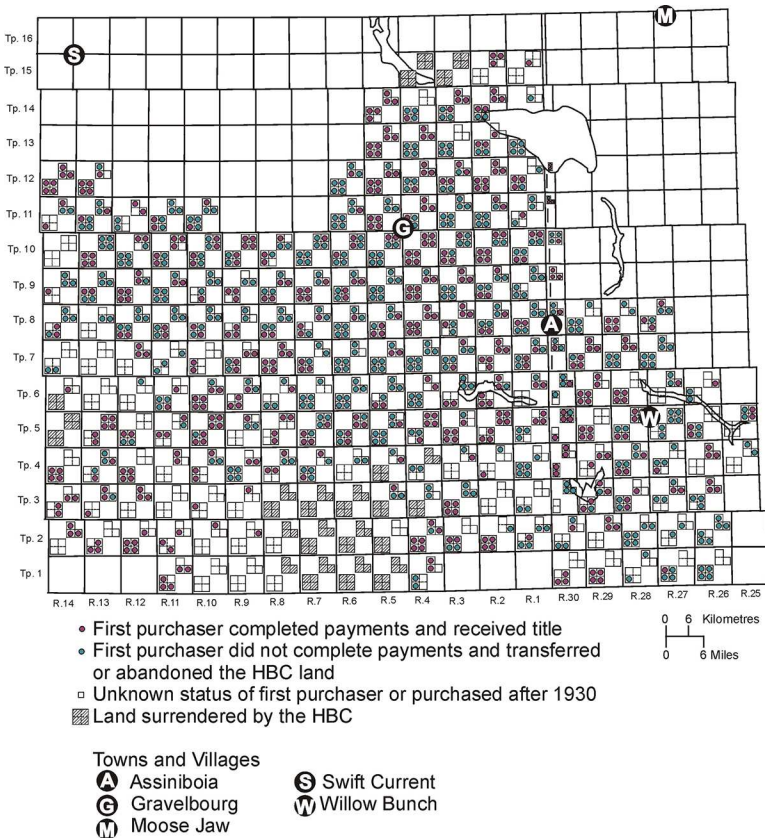 M
Tp. 16
S
Tp. 15
Tp. 14
Tp. 13
Tp. 12
Tp. 11
G
Tp. 10
Tp. 9
Tp. 8
A
Tp. 7
Tp. 6
W
Tp. 5
Tp. 4
Tp. 3
Tp. 2
Tp. 1
R.14 R.13 R.12 R.11 R.10 R.9 R.8 R.7 R.6 R.5 R.4 R.3 R.2 R.1 R.30 R.29 R.28 R.27 R.26 R.25
0 6 Kilometres
0 6 Miles
First purchaser completed payments and received title
First purchaser did not complete payments and transferred
or abandoned the HBC land
Unknown status of first purchaser or purchased after 1930
Land surrendered by the HBC
Towns and Villages
A Assiniboia S Swift Current
G Gravelbourg W Willow Bunch
M Moose Jaw